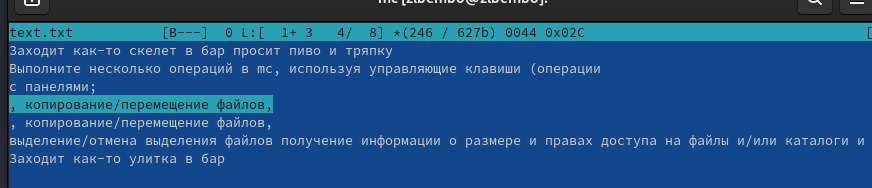 text.txt [B---] 0 L:[ 1+ 3 4/ 8] *(246 / 627b) 0044 0x02C [
Заходит как-то скелет в бар просит пиво и тряпку
Выполните несколько операций в mc, используя управляющие клавиши (операции
с панелями;
, копирование/перемещение файлов,
, копирование/перемещение файлов,
выделение/отмена выделения файлов получение информации о размере и правах доступа на файлы и/или каталоги и
Заходит как-то улитка в бар